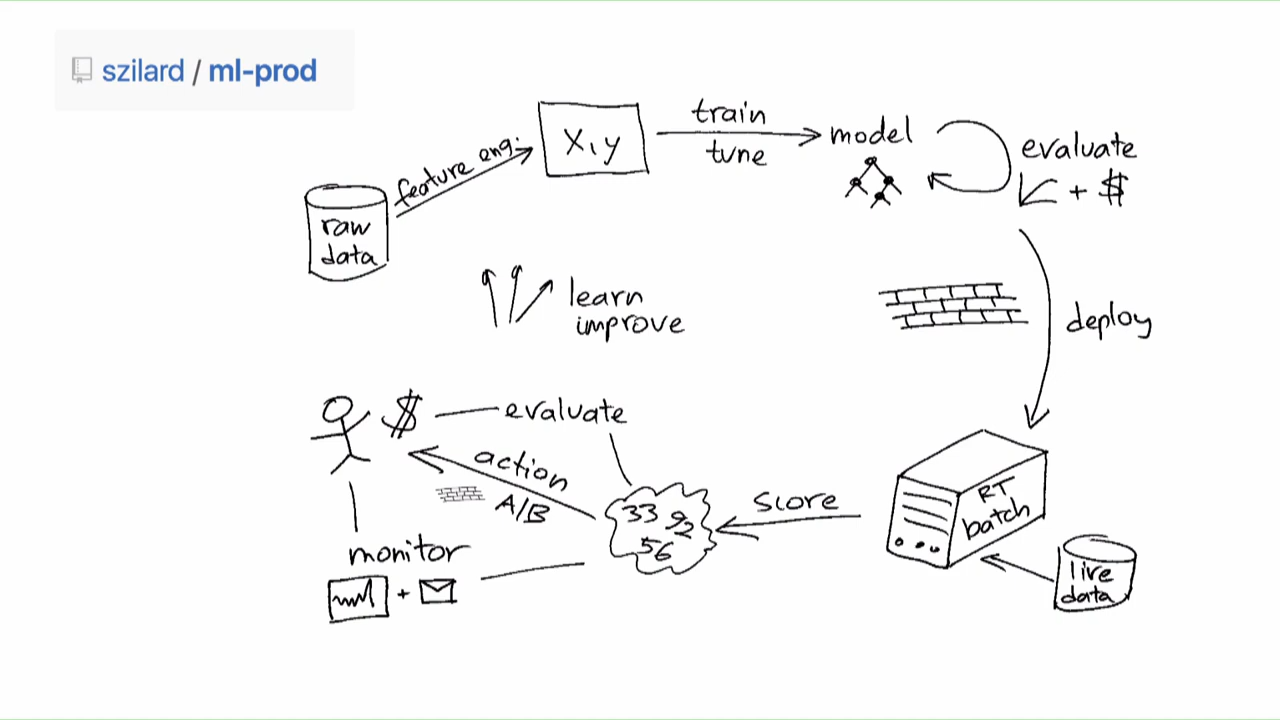 szilard / ml-prod
raw
data
feature eng.
X, y
train
tune
model
evaluate
+ $
deploy
learn
improve
$
evaluate
action
A/B
33 92
56
score
RT
batch
live
data
monitor
+